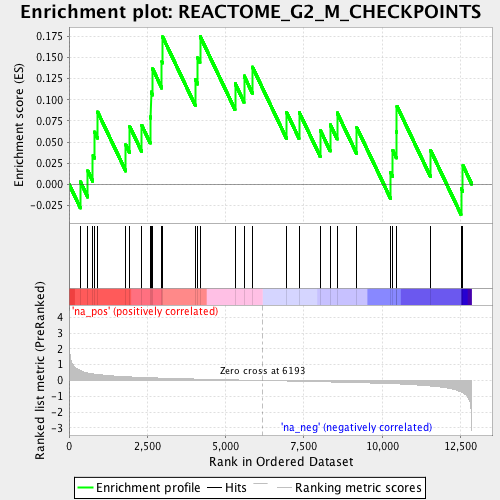 Enrichment plot: REACTOME_G2_M_CHECKPOINTS
Enrichment score (ES)
0.175
0.150
0.125
0.100
0.075
0.050
0.025
0.000
-0.025
'na_pos' (positively correlated)
Ranked list metric (PreRanked)
4
3
2
1
0
-1
-2
-3
Zero cross at 6193
'na_neg' (negatively correlated)
0 2,500 5,000 7,500 10,000 12,500
Rank in Ordered Dataset
Enrichment profile Hits Ranking metric scores